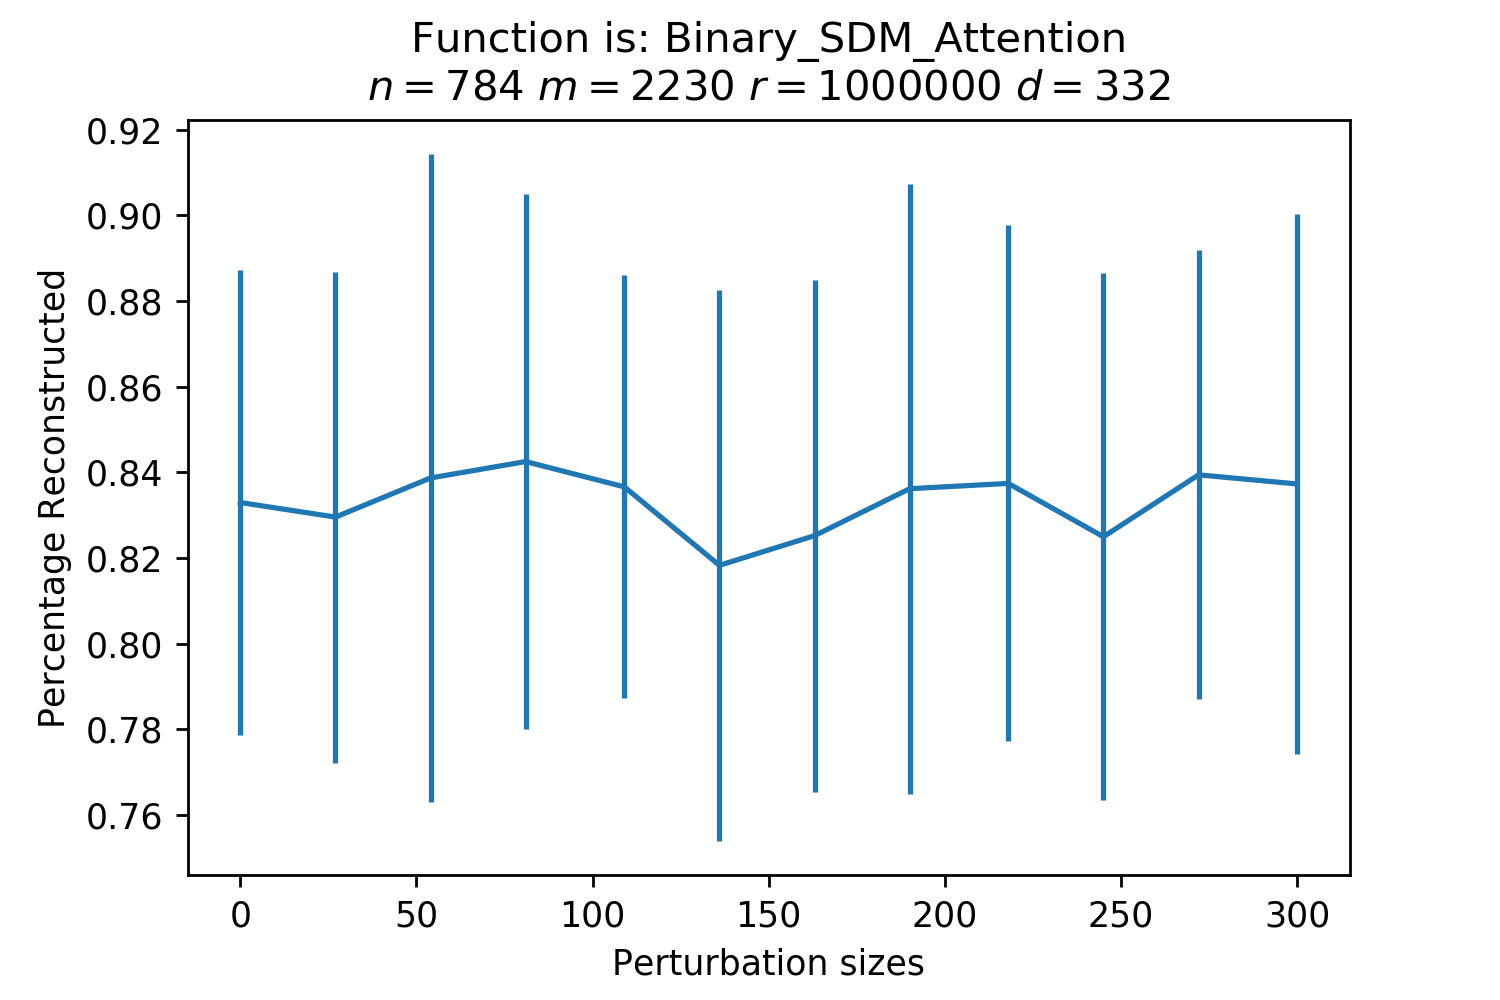 Function is: Binary_SDM_Attention
n = 784 m = 2230 r = 1000000 d = 332
0.92
0.90
0.88
0.86
0.84
0.82
0.80
0.78
0.76
Percentage Reconstructed
0 50 100 150 200 250 300
Perturbation sizes